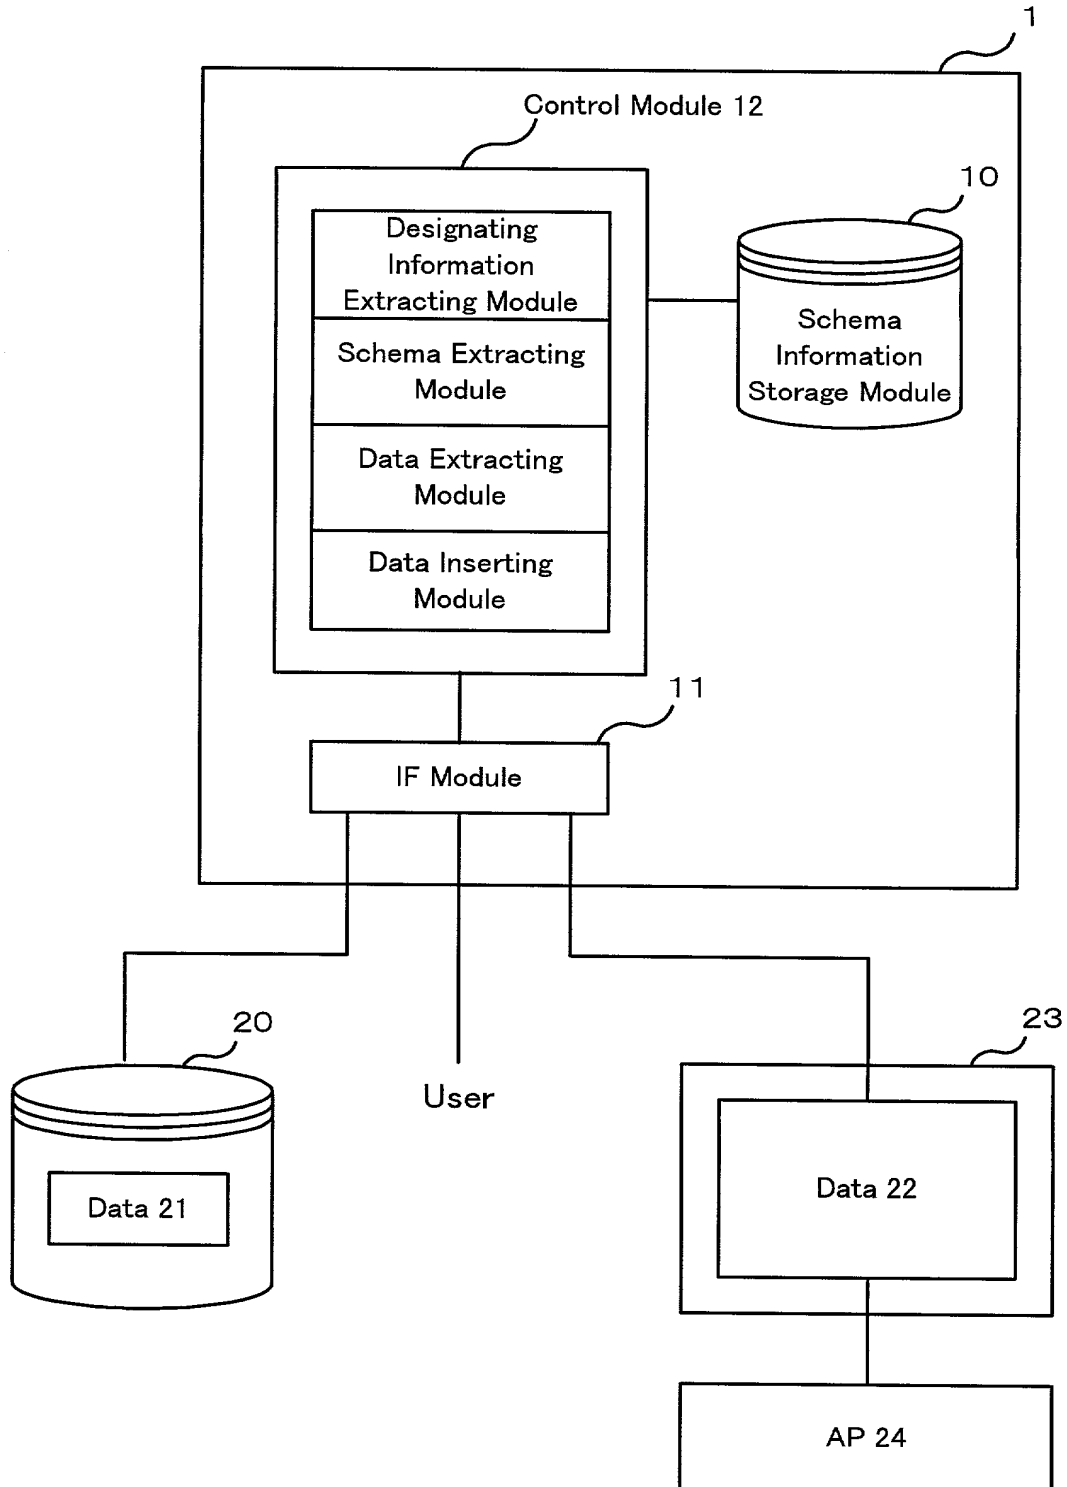 1
Control Module 12
10
Designating
Information
Extracting Module
Schema Extracting
Module
Data Extracting
Module
Data Inserting
Module
Schema
Information
Storage Module
11
IF Module
20
User
23
Data 21
Data 22
AP 24